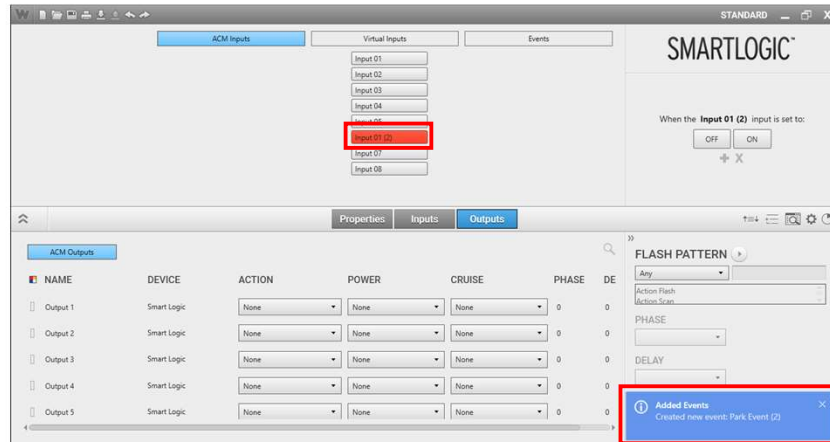 STANDARD
ACM Inputs
Virtual Inputs
Events
Input 01
Input 02
Input 03
Input 04
Input 05
Input 01 (2)
Input 07
Input 08
SMARTLOGIC™
When the Input 01 (2) input is set to:
OFF ON
Properties Inputs Outputs
ACM Outputs
NAME DEVICE ACTION POWER CRUISE PHASE DE
Output 1 Smart Logic None None None 0 0
Output 2 Smart Logic None None None 0 0
Output 3 Smart Logic None None None 0 0
Output 4 Smart Logic None None None 0 0
Output 5 Smart Logic None None None 0 0
FLASH PATTERN
Any
Action Flash
Action Scan
PHASE
DELAY
Added Events
Created new event: Park Event (2)